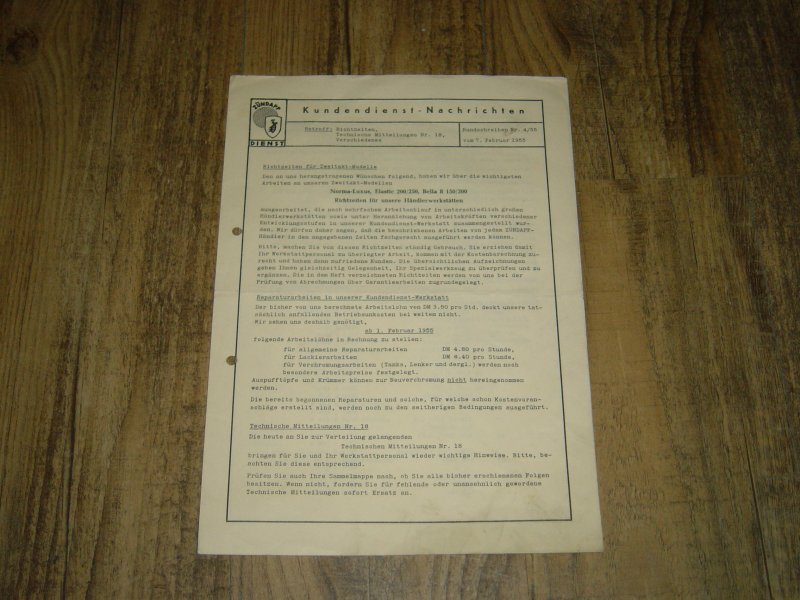 ZÜNDAPP
DIENST
Kundendienst-Nachrichten
Betreff: Richtzeiten,
Technische Mitteilungen Nr. 18,
Verschiedenes
Rundschreiben Nr. 4/55
vom 7. Februar 1955
Richtzeiten für Zweitakt-Modelle
Den an uns herangetragenen Wünschen folgend, haben wir über die wichtigsten
Arbeiten an unseren Zweitakt-Modellen
Norma-Luxus, Elastic 200/250, Bella R 150/200
Richtzeiten für unsere Händlerwerkstätten
ausgearbeitet, die nach mehrfachem Arbeitsablauf in unterschiedlich großen
Händlerwerkstätten sowie unter Heranziehung von Arbeitskräften verschiedener
Entwicklungsstufen in unserer Kundendienst-Werkstatt zusammengestellt wur-
den. Wir dürfen daher sagen, daß die beschriebenen Arbeiten von jedem ZÜNDAPP-
Händler in den angegebenen Zeiten fachgerecht ausgeführt werden können.
Bitte, machen Sie von diesen Richtzeiten ständig Gebrauch. Sie erziehen damit
Ihr Werkstattpersonal zu überlegter Arbeit, kommen mit der Kostenberechnung zu-
recht und haben dann zufriedene Kunden. Die übersichtlichen Aufzeichnungen
geben Ihnen gleichzeitig Gelegenheit, Ihr Spezialwerkzeug zu überprüfen und zu
ergänzen. Die in dem Heft verzeichneten Richtzeiten werden von uns bei der
Prüfung von Abrechnungen über Garantiearbeiten zugrundegelegt.
Reparaturarbeiten in unserer Kundendienst-Werkstatt
Der bisher von uns berechnete Arbeitslohn von DM 3.80 pro Std. deckt unsere tat-
sächlich anfallenden Betriebsunkosten bei weitem nicht.
Wir sehen uns deshalb genötigt,
ab 1. Februar 1955
folgende Arbeitslöhne in Rechnung zu stellen:
für allgemeine Reparaturarbeiten DM 4.80 pro Stunde,
für Lackierarbeiten DM 6.40 pro Stunde,
für Verchromungsarbeiten (Tanks, Lenker und dergl.) werden noch
besondere Arbeitspreise festgelegt.
Auspufftöpfe und Krümmer können zur Neuverchromung nicht hereingenommen
werden.
Die bereits begonnenen Reparaturen und solche, für welche schon Kostenvoran-
schläge erstellt sind, werden noch zu den seitherigen Bedingungen ausgeführt.
Technische Mitteilungen Nr. 18
Die heute an Sie zur Verteilung gelangenden
Technischen Mitteilungen Nr. 18
bringen für Sie und Ihr Werkstattpersonal wieder wichtige Hinweise. Bitte, be-
achten Sie diese entsprechend.
Prüfen Sie auch Ihre Sammelmappe nach, ob Sie alle bisher erschienenen Folgen
besitzen. Wenn nicht, fordern Sie für fehlende oder unansehnlich gewordene
Technische Mitteilungen sofort Ersatz an.